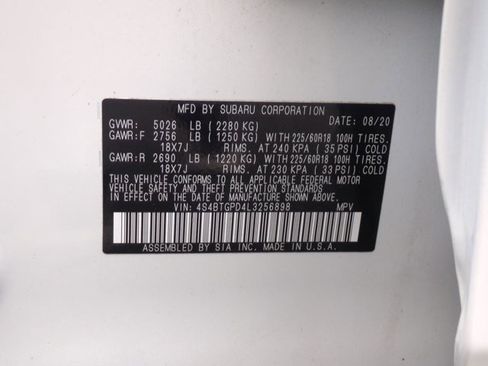 MFD BY SUBARU CORPORATION
DATE: 08/20
GVWR: 5026 LB (2280 KG)
GAWR:F 2756 LB (1250 KG) WITH 225/60R18 100H TIRES.
18X7J RIMS. AT 240 KPA (35 PSI) COLD
GAWR:R 2690 LB (1220 KG) WITH 225/60R18 100H TIRES.
18X7J RIMS. AT 230 KPA (33 PSI) COLD
THIS VEHICLE CONFORMS TO ALL APPLICABLE FEDERAL MOTOR
VEHICLE SAFETY AND BUMPER STANDARDS IN EFFECT ON THE
DATE OF MANUFACTURE SHOWN ABOVE.
VIN: 4S4BTGPD4L3256898 MPV
ASSEMBLED BY SIA INC. MADE IN U.S.A.